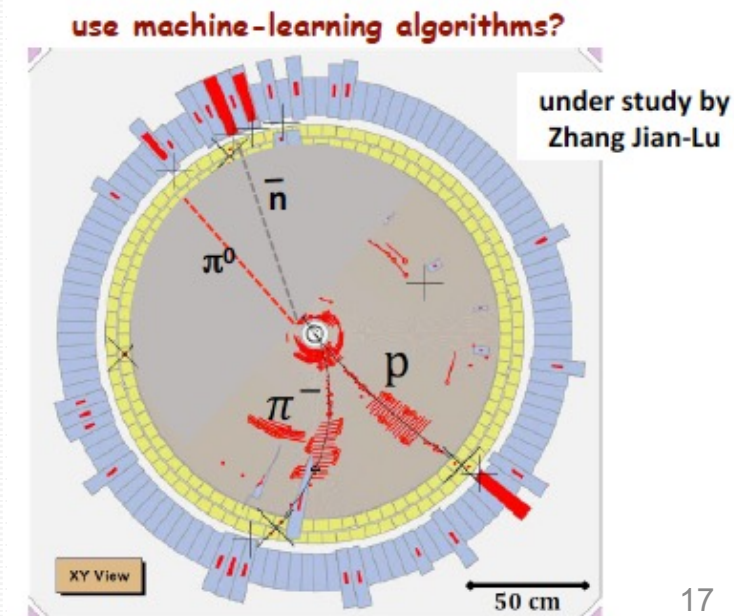 use machine-learning algorithms?
under study by
Zhang Jian-Lu
n̅
π⁰
p
π⁻
XY View
50 cm
17